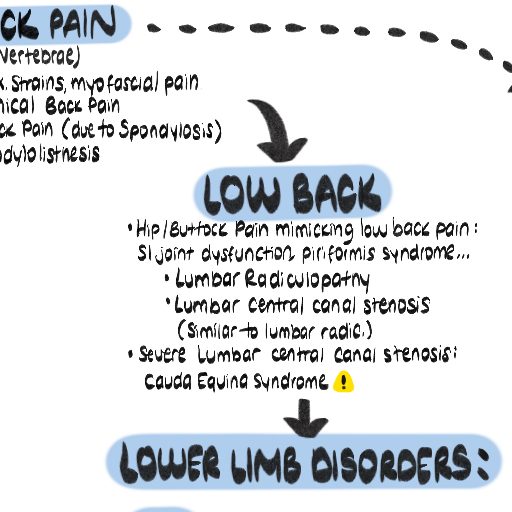 CK PAIN
Vertebrae)
k. Strains, myofascial pain
nical Back Pain
ck Pain (due to Spondylosis)
dylolisthesis
LOW BACK
• Hip/Buttock Pain mimicking low back pain:
SI joint dysfunction, piriformis syndrome...
• Lumbar Radiculopathy
• Lumbar central canal stenosis
(similar to lumbar radic.)
• Severe Lumbar central canal stenosis:
Cauda Equina Syndrome ⚠
LOWER LIMB DISORDERS: